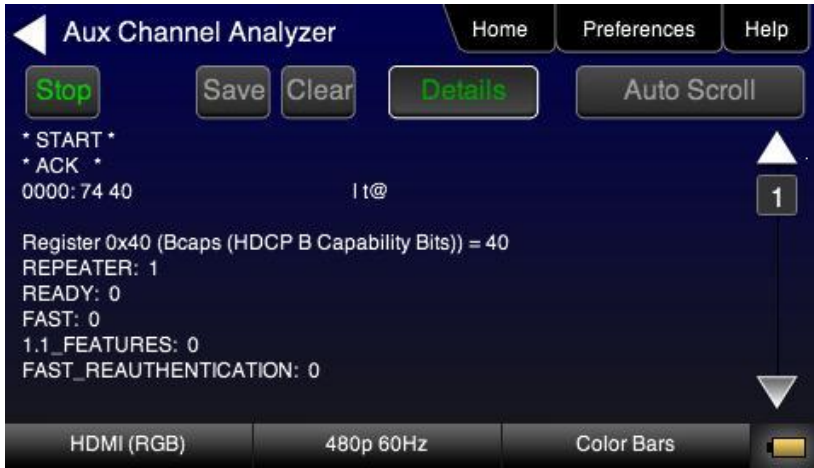 Aux Channel Analyzer Home Preferences Help
Stop Save Clear Details Auto Scroll
* START *
* ACK *
0000: 74 40 | t@
1
Register 0x40 (Bcaps (HDCP B Capability Bits)) = 40
REPEATER: 1
READY: 0
FAST: 0
1.1_FEATURES: 0
FAST_REAUTHENTICATION: 0
HDMI (RGB) 480p 60Hz Color Bars